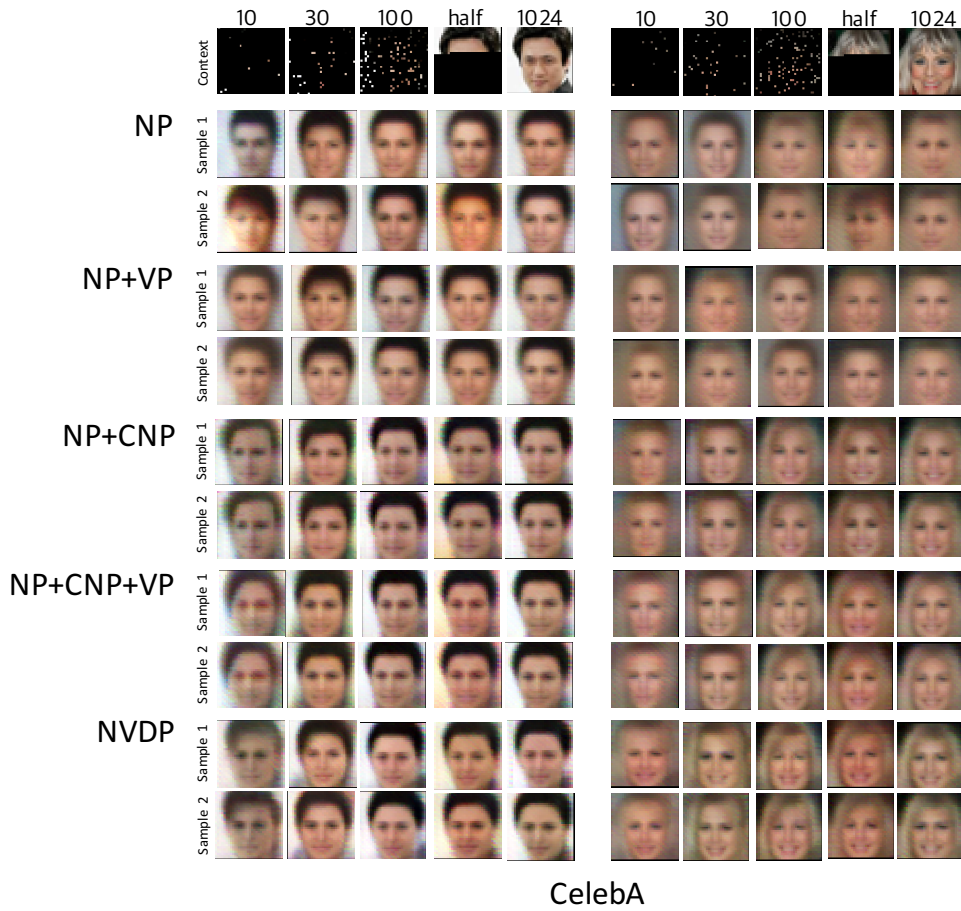 10 30 100 half 1024 10 30 100 half 1024
Context
NP
Sample 1
Sample 2
NP+VP
Sample 1
Sample 2
NP+CNP
Sample 1
Sample 2
NP+CNP+VP
Sample 1
Sample 2
NVDP
Sample 1
Sample 2
CelebA